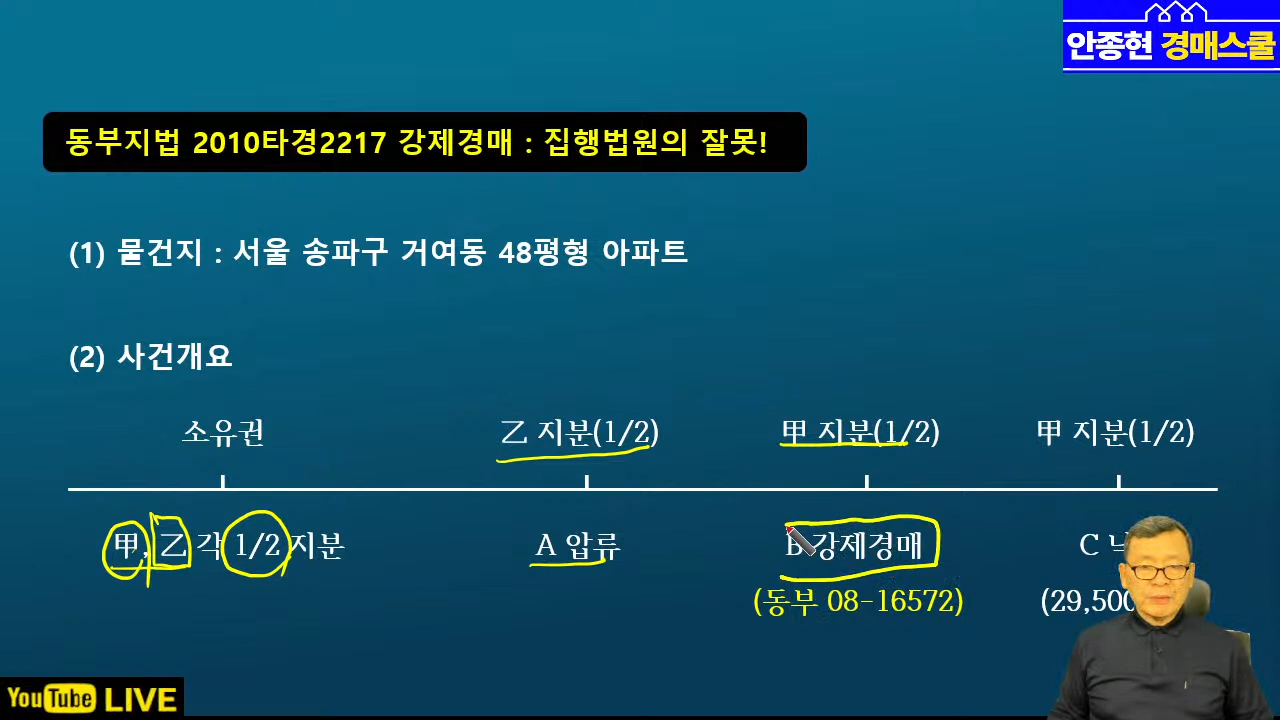 안종현 경매스쿨
동부지법 2010타경2217 강제경매 : 집행법원의 잘못!
(1) 묻건지 : 서울 송파구 거여동 48평형 아파트
(2) 사건개요
소유권 乙 지분(1/2) 甲 지분(1/2) 甲 지분(1/2)
甲, 乙 각 1/2 지분 A 압류 B 강제경매 C
(동부 08-16572) (29,500
YouTube LIVE